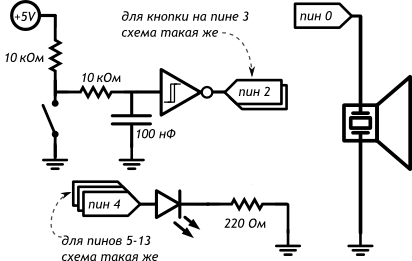 +5V
для кнопки на пине 3
схема такая же
пин 0
10 кОм
10 кОм
пин 2
100 нФ
пин 4
220 Ом
для пинов 5-13
схема такая же